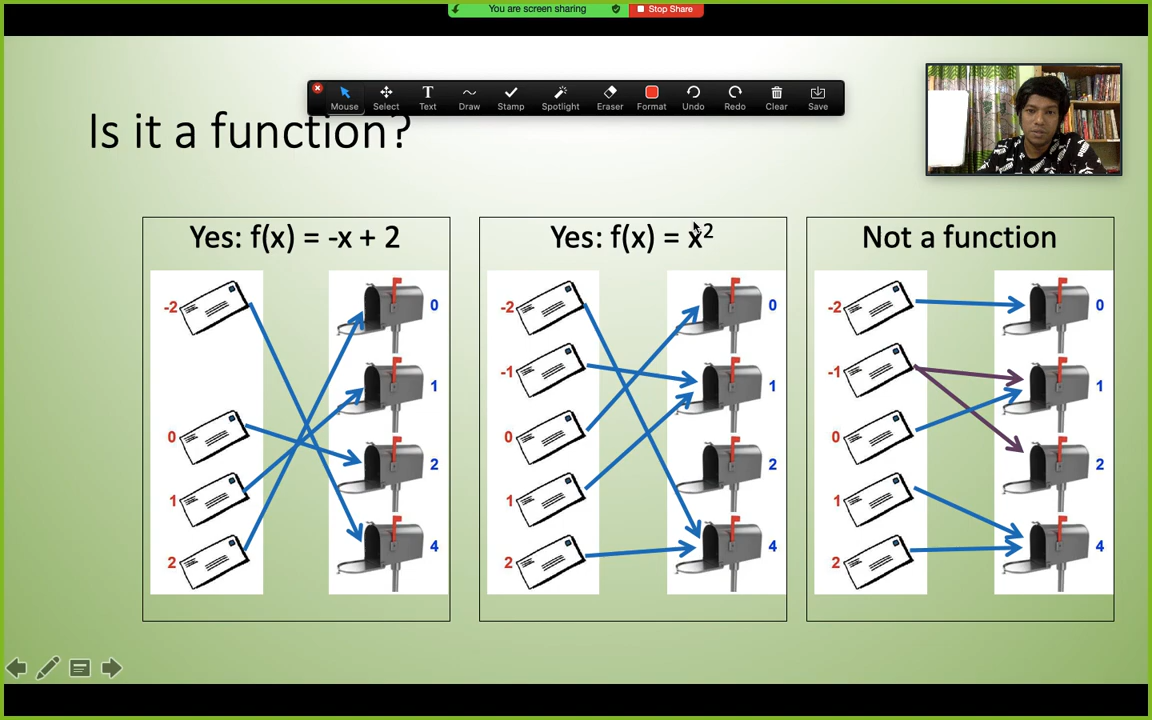 You are screen sharing
Stop Share
Mouse
Select
Text
Draw
Stamp
Spotlight
Eraser
Format
Undo
Redo
Clear
Save
Is it a function?
Yes: f(x) = -x + 2
-2
0
1
2
0
1
2
4
Yes: f(x) = x²
-2
-1
0
1
2
0
1
2
4
Not a function
-2
-1
0
1
2
0
1
2
4